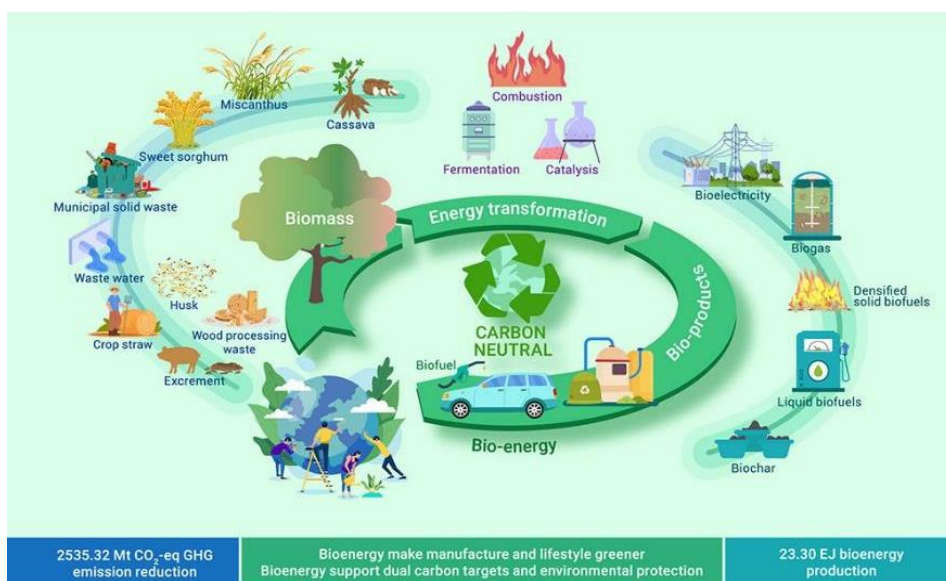 Miscanthus
Cassava
Sweet sorghum
Municipal solid waste
Waste water
Husk
Crop straw
Wood processing
waste
Excrement
Biomass
Combustion
Fermentation
Catalysis
Energy transformation
Bio-products
CARBON
NEUTRAL
Biofuel
Bio-energy
Bioelectricity
Biogas
Densified
solid biofuels
Liquid biofuels
Biochar
2535.32 Mt CO₂-eq GHG
emission reduction
Bioenergy make manufacture and lifestyle greener
Bioenergy support dual carbon targets and environmental protection
23.30 EJ bioenergy
production